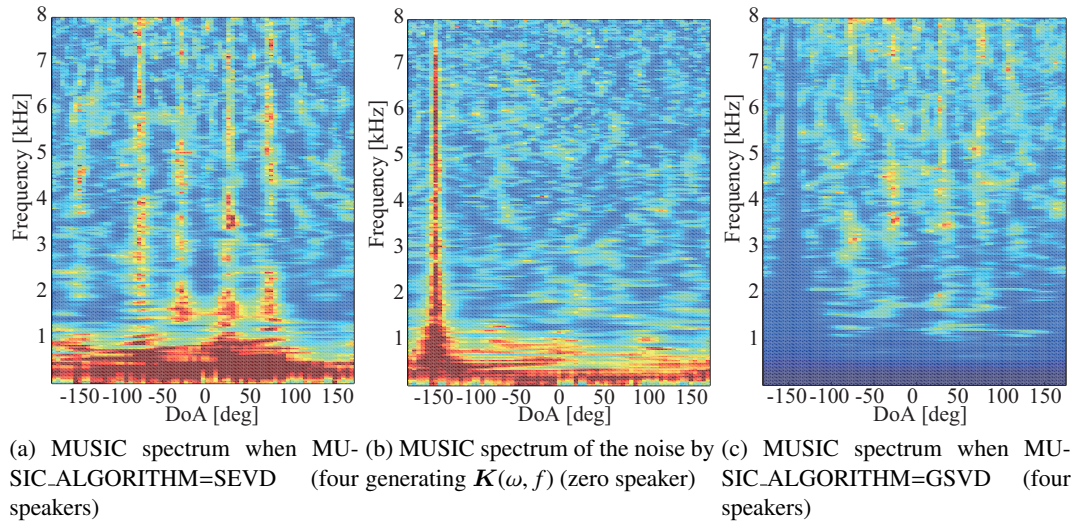 8
7
6
5
4
3
2
1
Frequency [kHz]
-150 -100 -50 0 50 100 150
DoA [deg]
8
7
6
5
4
3
2
1
Frequency [kHz]
-150 -100 -50 0 50 100 150
DoA [deg]
8
7
6
5
4
3
2
1
Frequency [kHz]
-150 -100 -50 0 50 100 150
DoA [deg]
(a) MUSIC spectrum when MU-
SIC_ALGORITHM=SEVD (four
speakers)
(b) MUSIC spectrum of the noise by
generating K(ω, f) (zero speaker)
(c) MUSIC spectrum when MU-
SIC_ALGORITHM=GSVD (four
speakers)